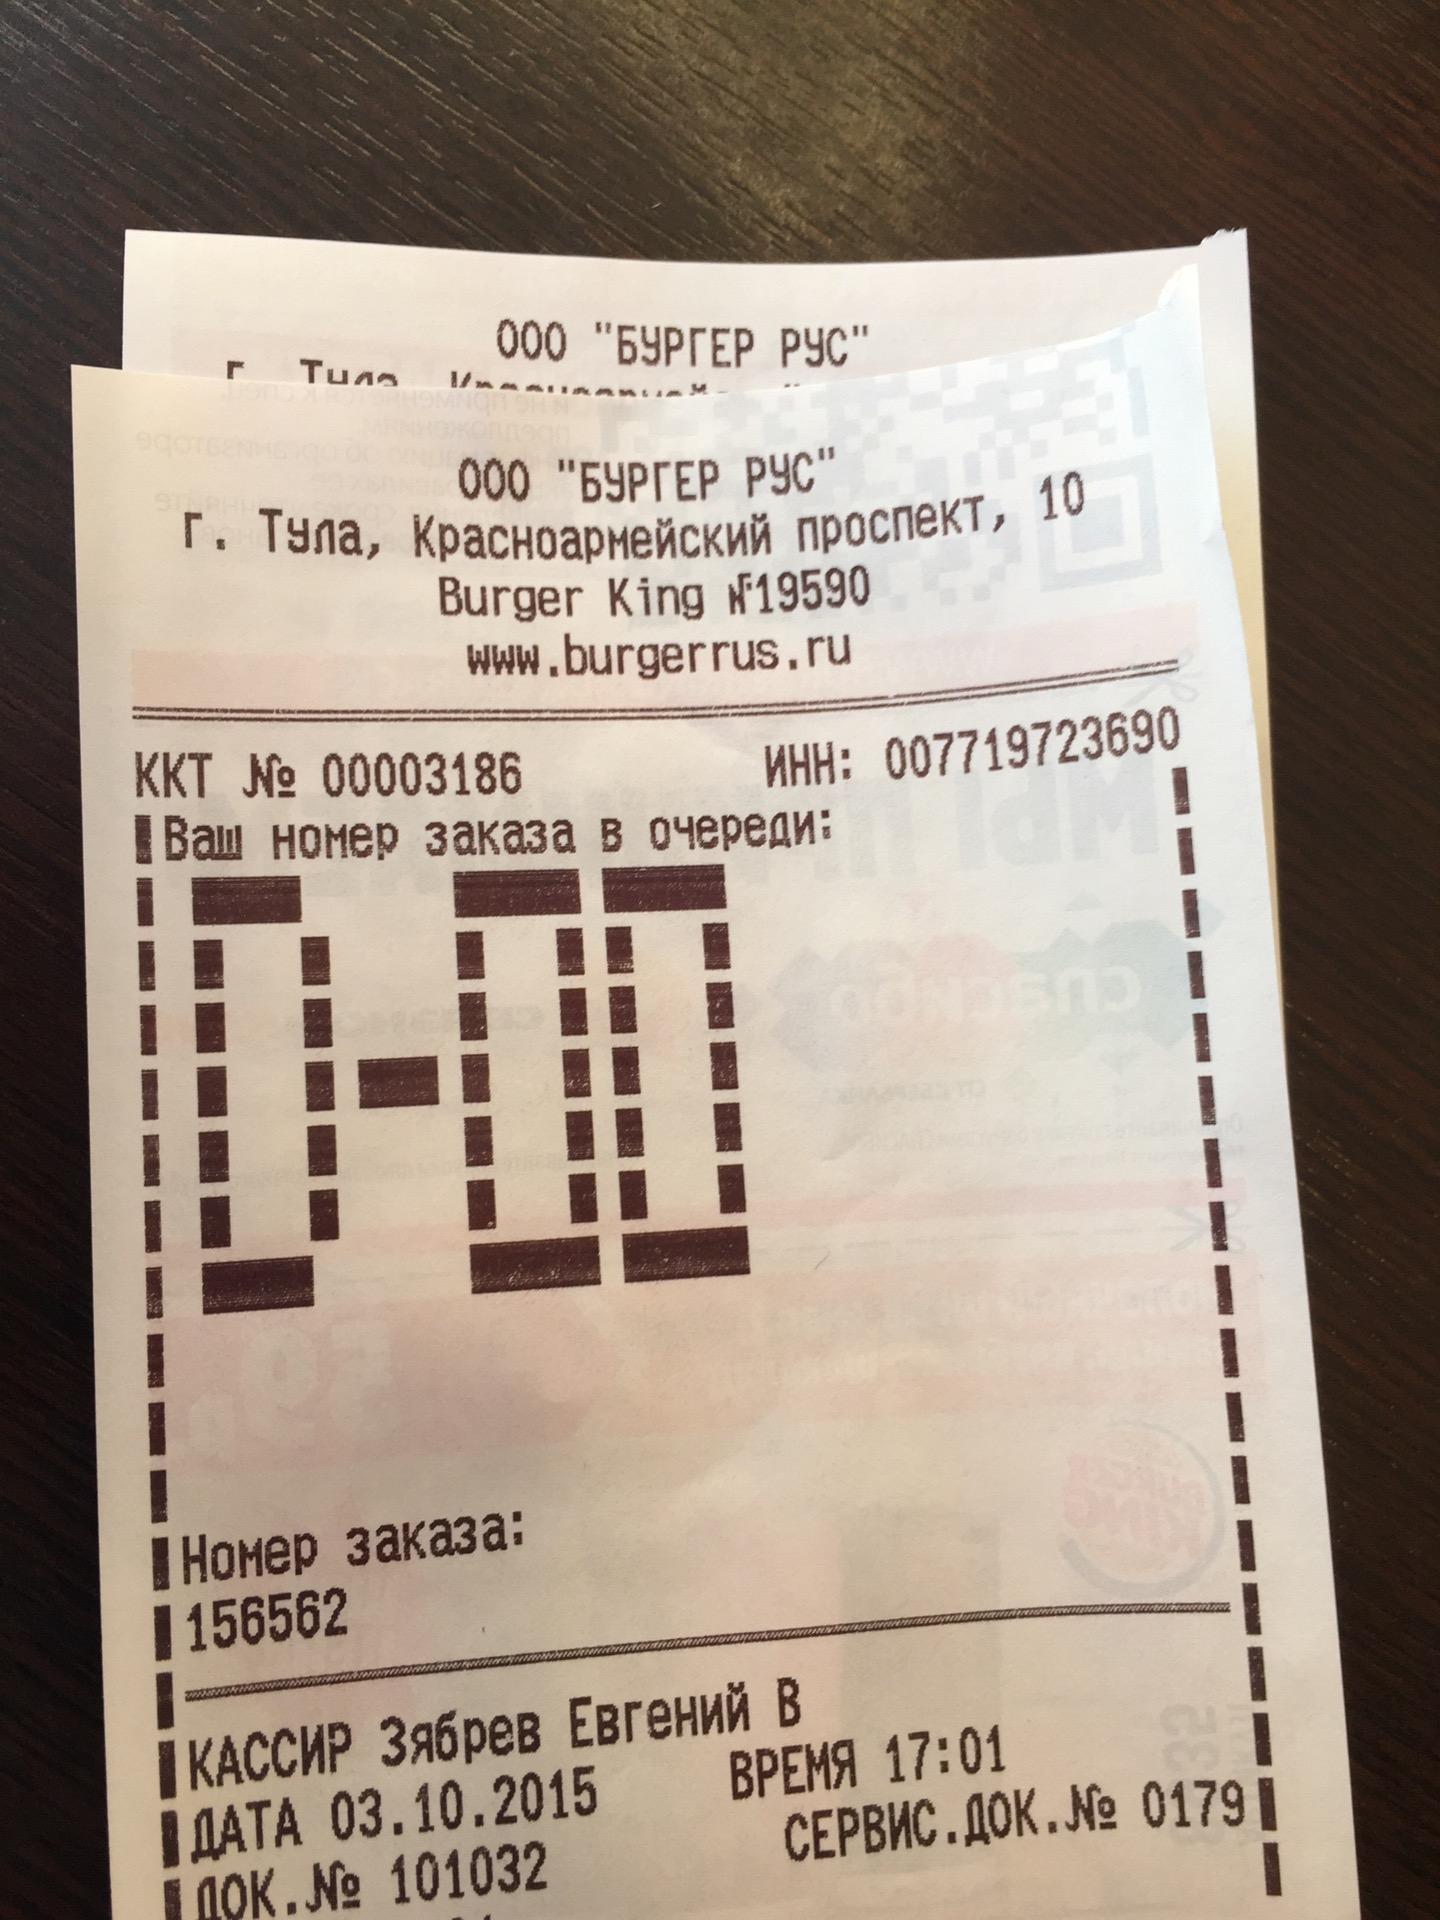 ООО "БУРГЕР РУС"
г. Тула, Красноармейский
ООО "БУРГЕР РУС"
г. Тула, Красноармейский проспект, 10
Burger King №19590
www.burgerrus.ru
ККТ № 00003186 ИНН: 007719723690
Ваш номер заказа в очереди:
D-00
Номер заказа:
156562
КАССИР Зябрев Евгений В
ДАТА 03.10.2015 ВРЕМЯ 17:01
ДОК.№ 101032 СЕРВИС.ДОК.№ 0179